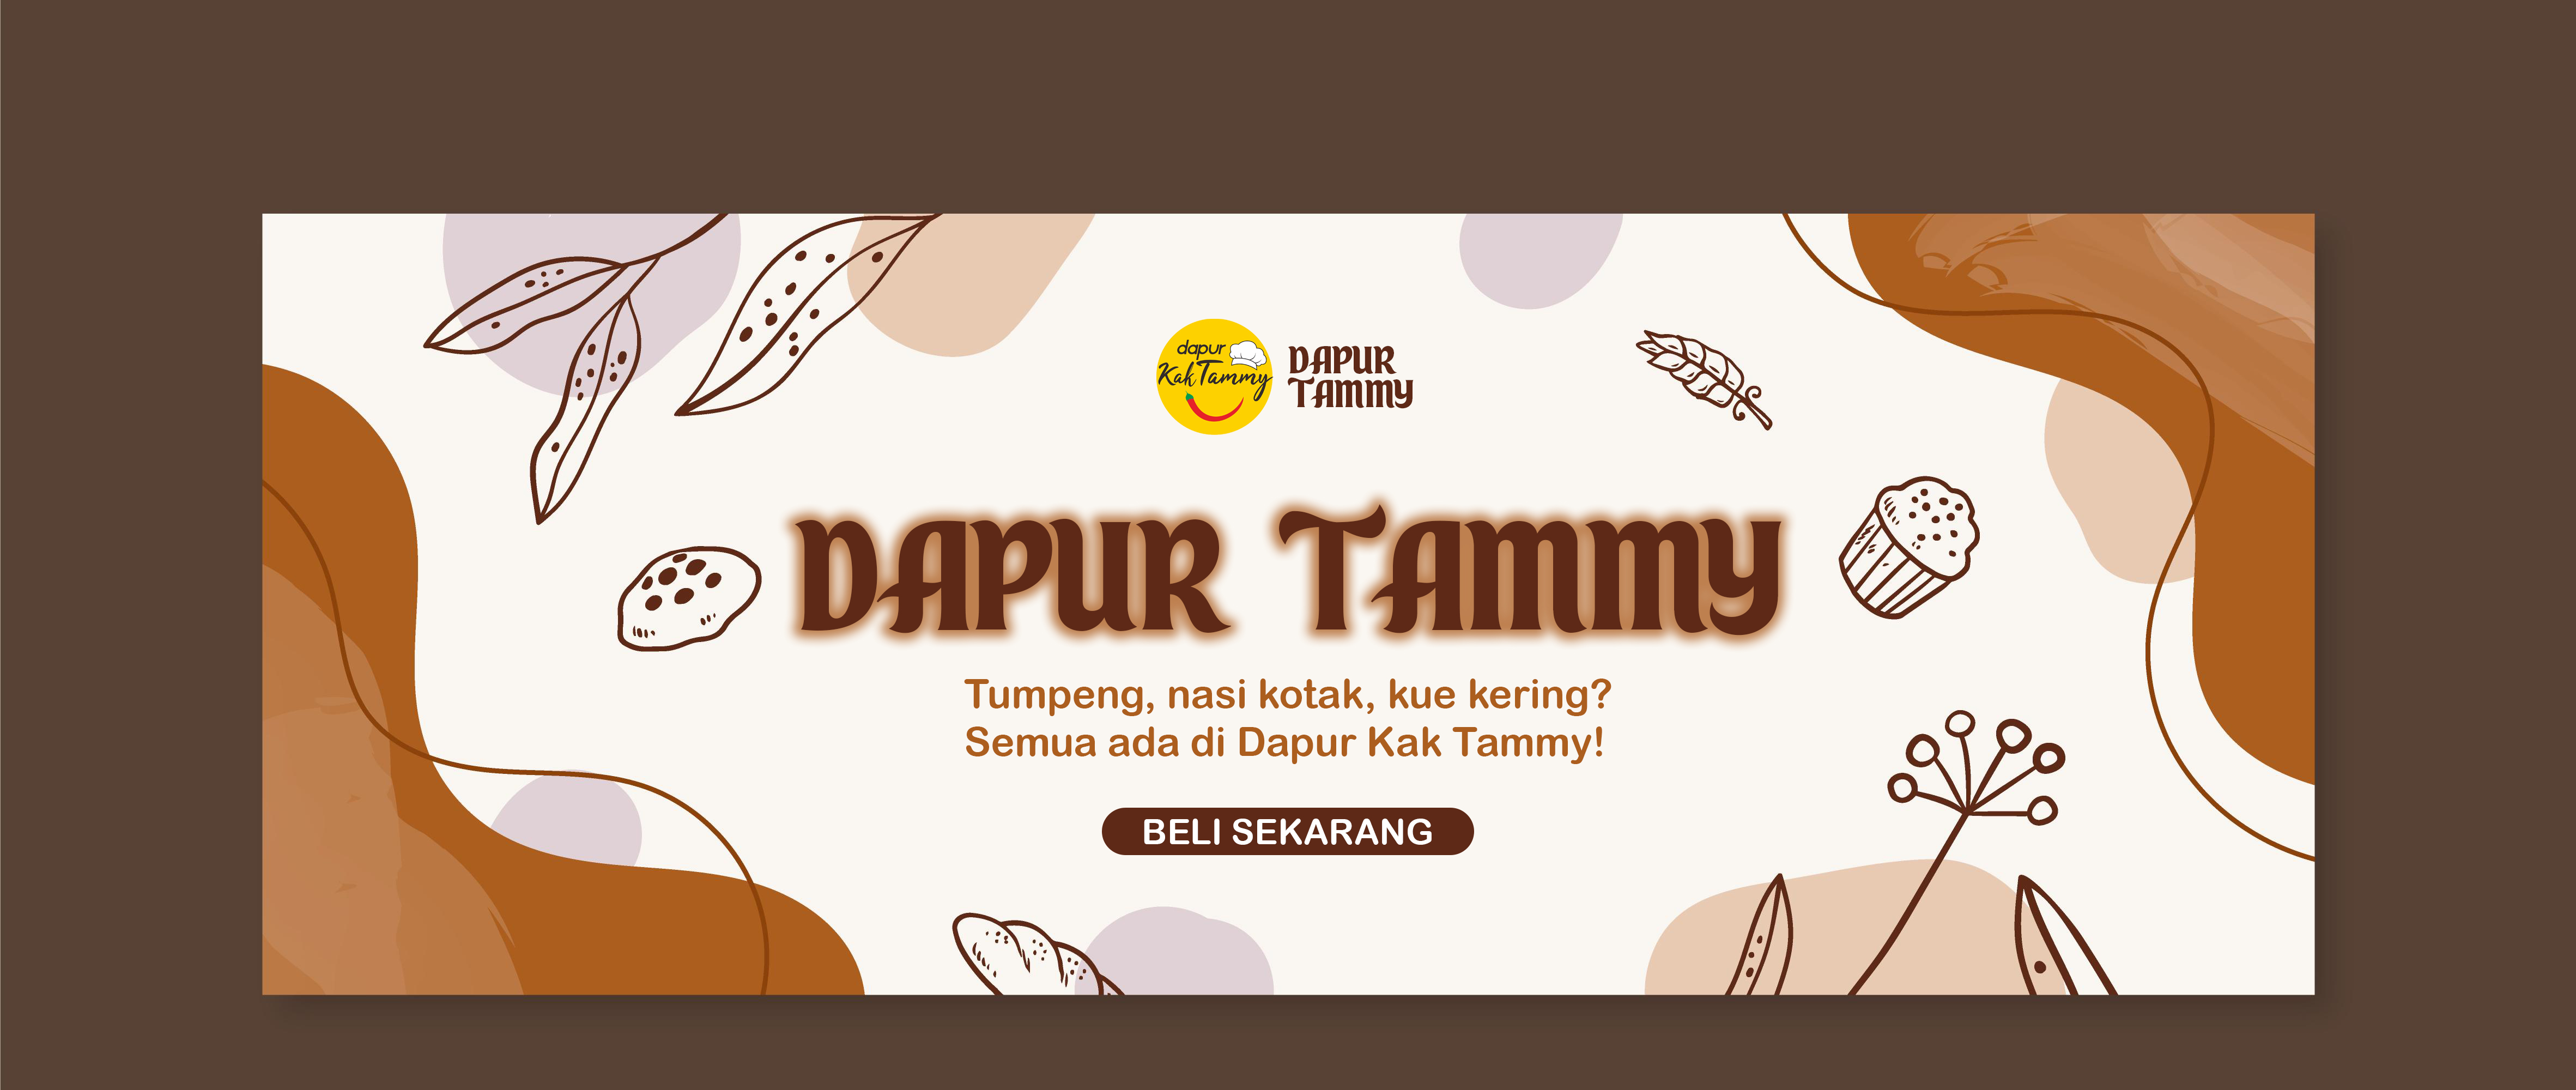 dapur
Kak Tammy
DAPUR
TAMMY
DAPUR TAMMY
Tumpeng, nasi kotak, kue kering?
Semua ada di Dapur Kak Tammy!
BELI SEKARANG